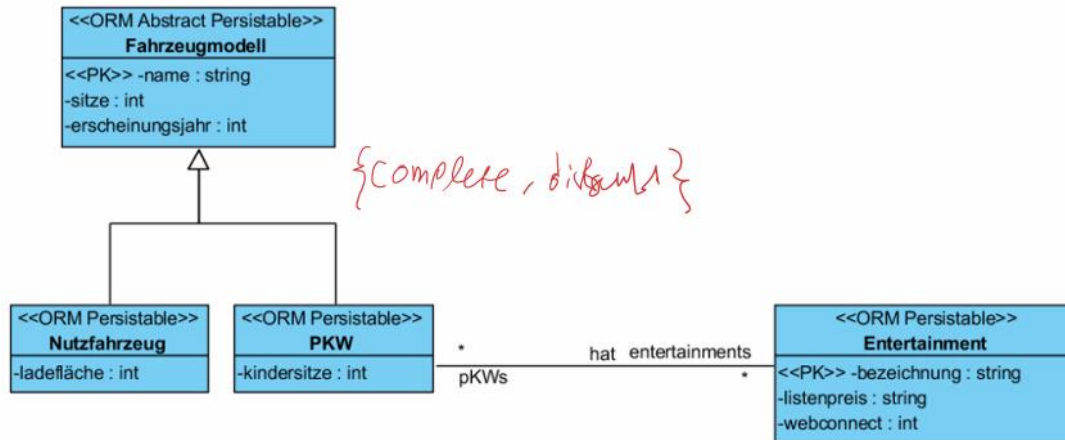 <<ORM Abstract Persistable>>
Fahrzeugmodell
<<PK>> -name : string
-sitze : int
-erscheinungsjahr : int
{complete,
<<ORM Persistable>>
Nutzfahrzeug
-ladefläche : int
<<ORM Persistable>>
PKW
-kindersitze : int
*
pKWs
hat
entertainments
*
<<ORM Persistable>>
Entertainment
<<PK>> -bezeichnung : string
-listenpreis : string
-webconnect : int